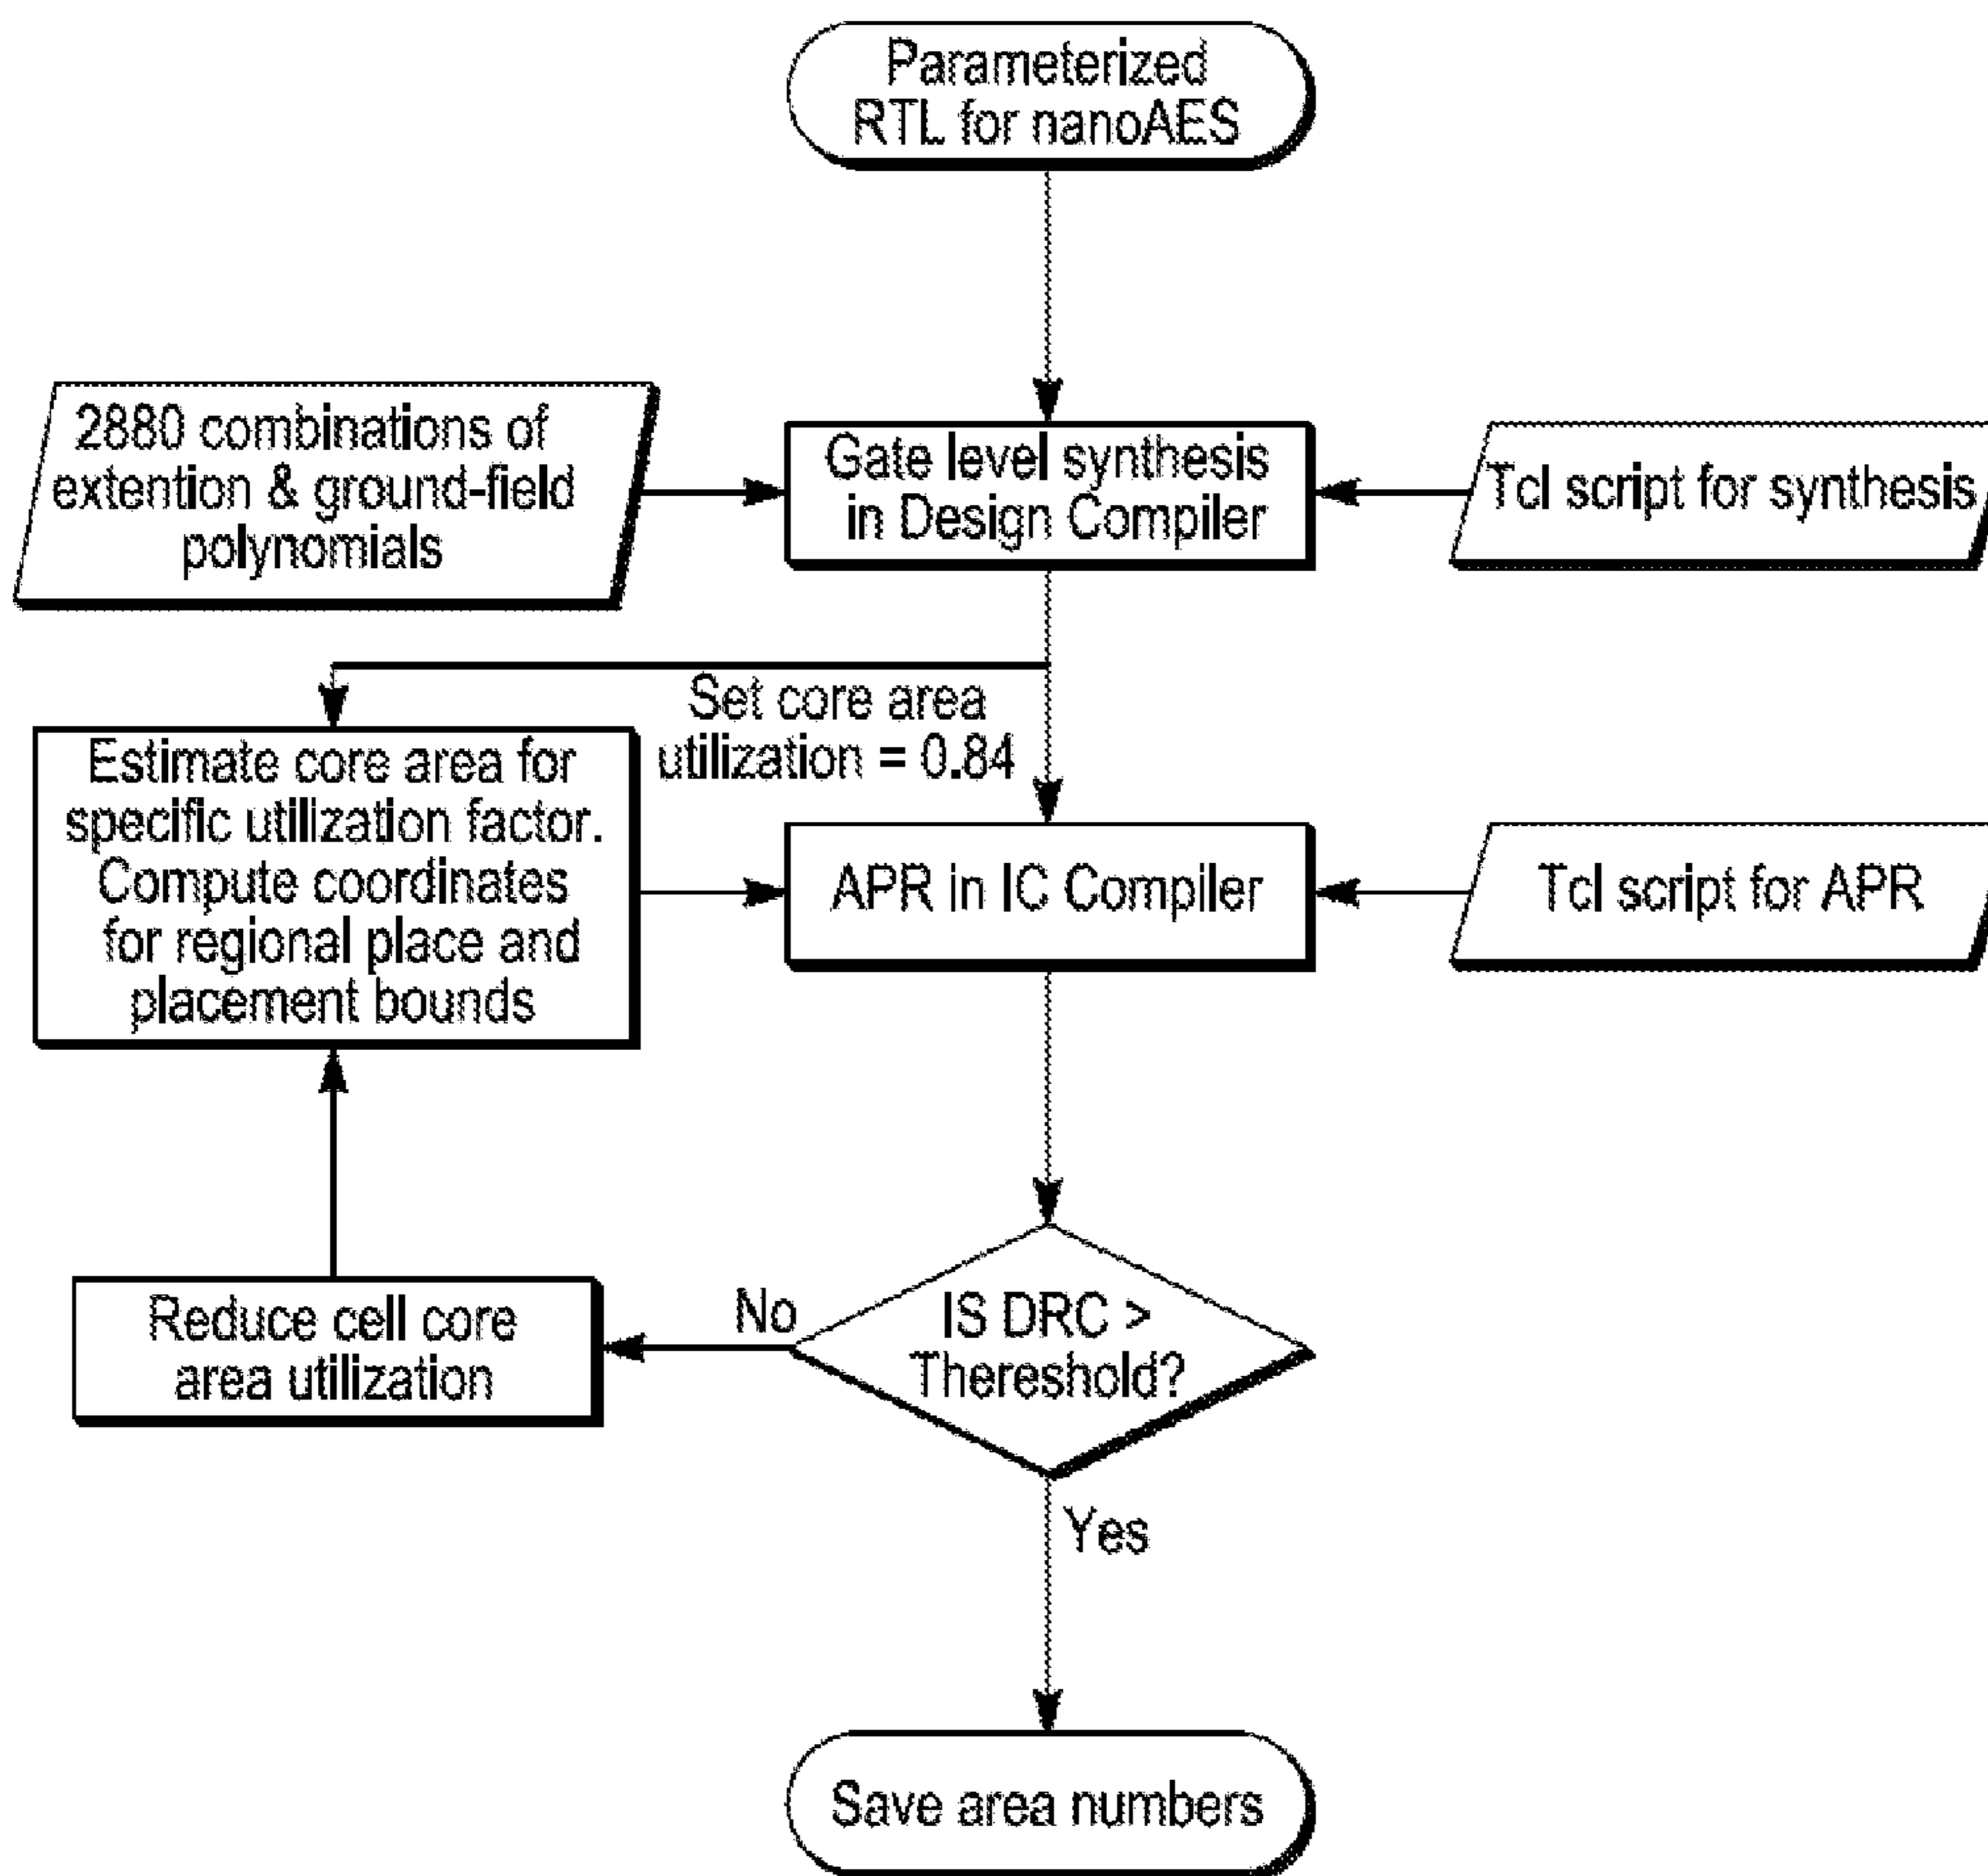 Parameterized
RTL for nanoAES
2880 combinations of
extention & ground-field
polynomials
Gate level synthesis
in Design Compiler
Tcl script for synthesis
Set core area
utilization = 0.84
Estimate core area for
specific utilization factor.
Compute coordinates
for regional place and
placement bounds
APR in IC Compiler
Tcl script for APR
Reduce cell core
area utilization
No
IS DRC >
Thereshold?
Yes
Save area numbers